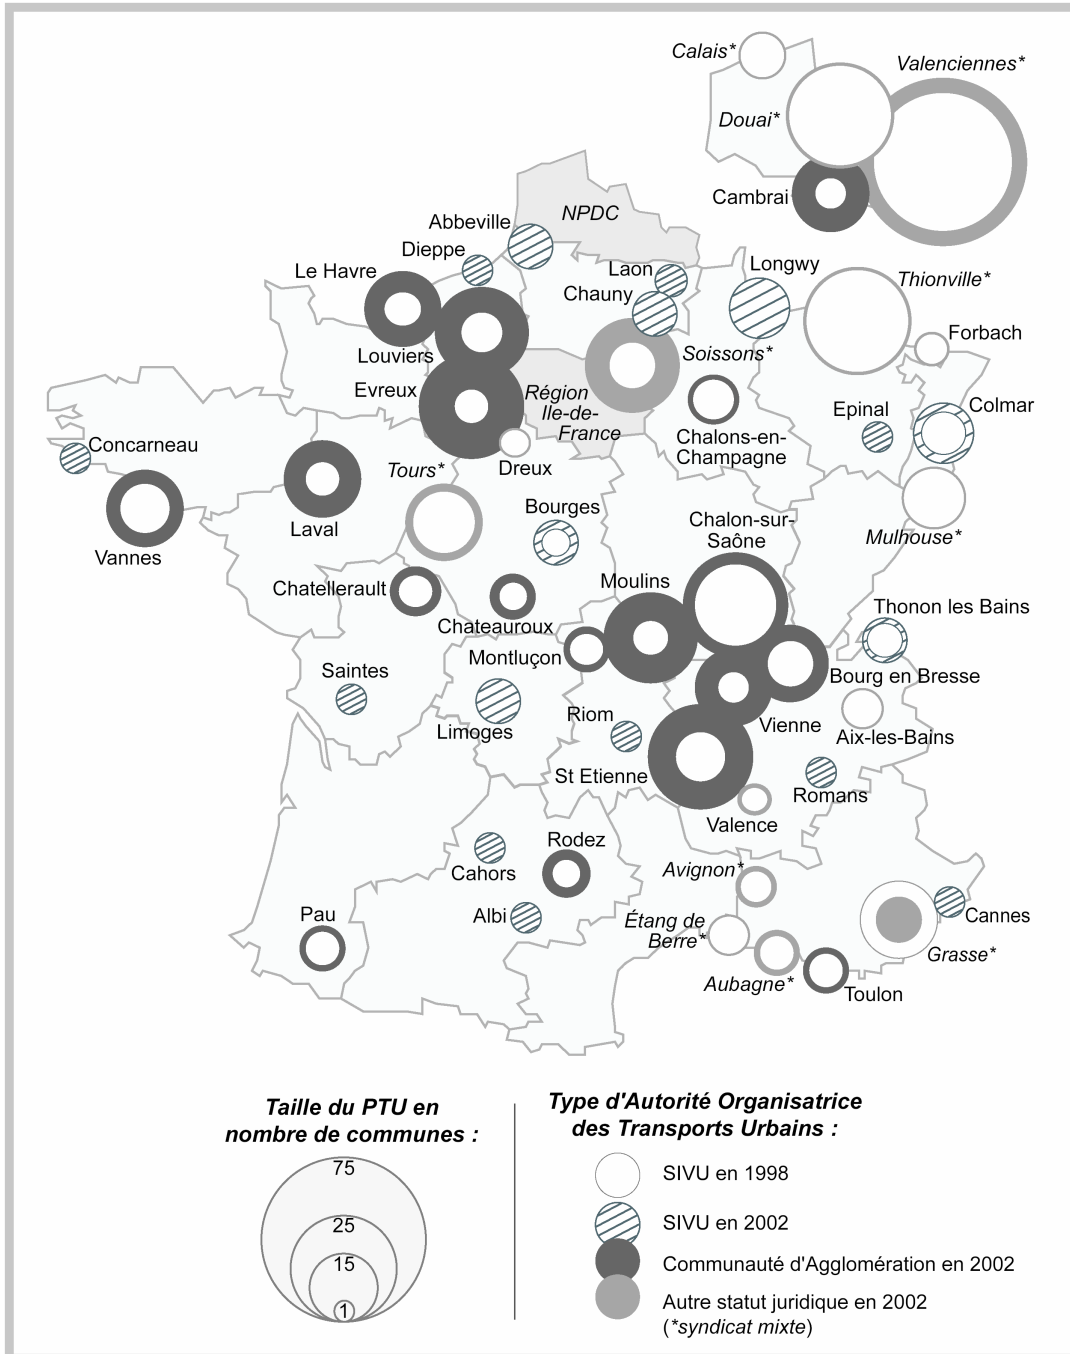 Calais*
Valenciennes*
Douai*
Cambrai
NPDC
Abbeville
Dieppe
Le Havre
Laon
Longwy
Chauny
Thionville*
Forbach
Louviers
Soissons*
Evreux
Région
Ile-de-
France
Epinal
Colmar
Chalons-en-
Champagne
Concarneau
Tours*
Dreux
Bourges
Chalon-sur-
Saône
Laval
Mulhouse*
Vannes
Moulins
Chatellerault
Thonon les Bains
Chateauroux
Montluçon
Bourg en Bresse
Saintes
Riom
Vienne
Limoges
Aix-les-Bains
St Etienne
Romans
Valence
Rodez
Cahors
Avignon*
Albi
Pau
Étang de
Berre*
Cannes
Grasse*
Aubagne*
Toulon
Taille du PTU en
nombre de communes :
75
25
15
1
Type d'Autorité Organisatrice
des Transports Urbains :
SIVU en 1998
SIVU en 2002
Communauté d'Agglomération en 2002
Autre statut juridique en 2002
(*syndicat mixte)